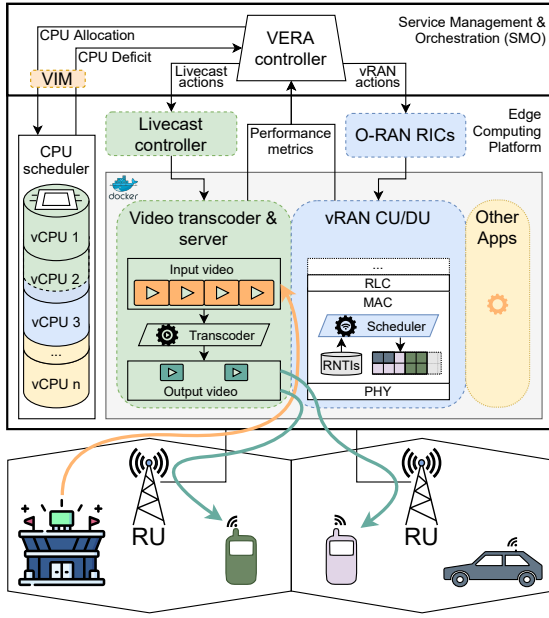 Service Management &
Orchestration (SMO)
CPU Allocation
CPU Deficit
VERA
controller
VIM
Livecast
actions
vRAN
actions
Edge
Computing
Platform
CPU
scheduler
Livecast
controller
Performance
metrics
O-RAN RICs
docker
vCPU 1
vCPU 2
vCPU 3
...
vCPU n
Video transcoder &
server
Input video
Transcoder
Output video
vRAN CU/DU
...
RLC
MAC
Scheduler
RNTIs
PHY
Other
Apps
RU
RU